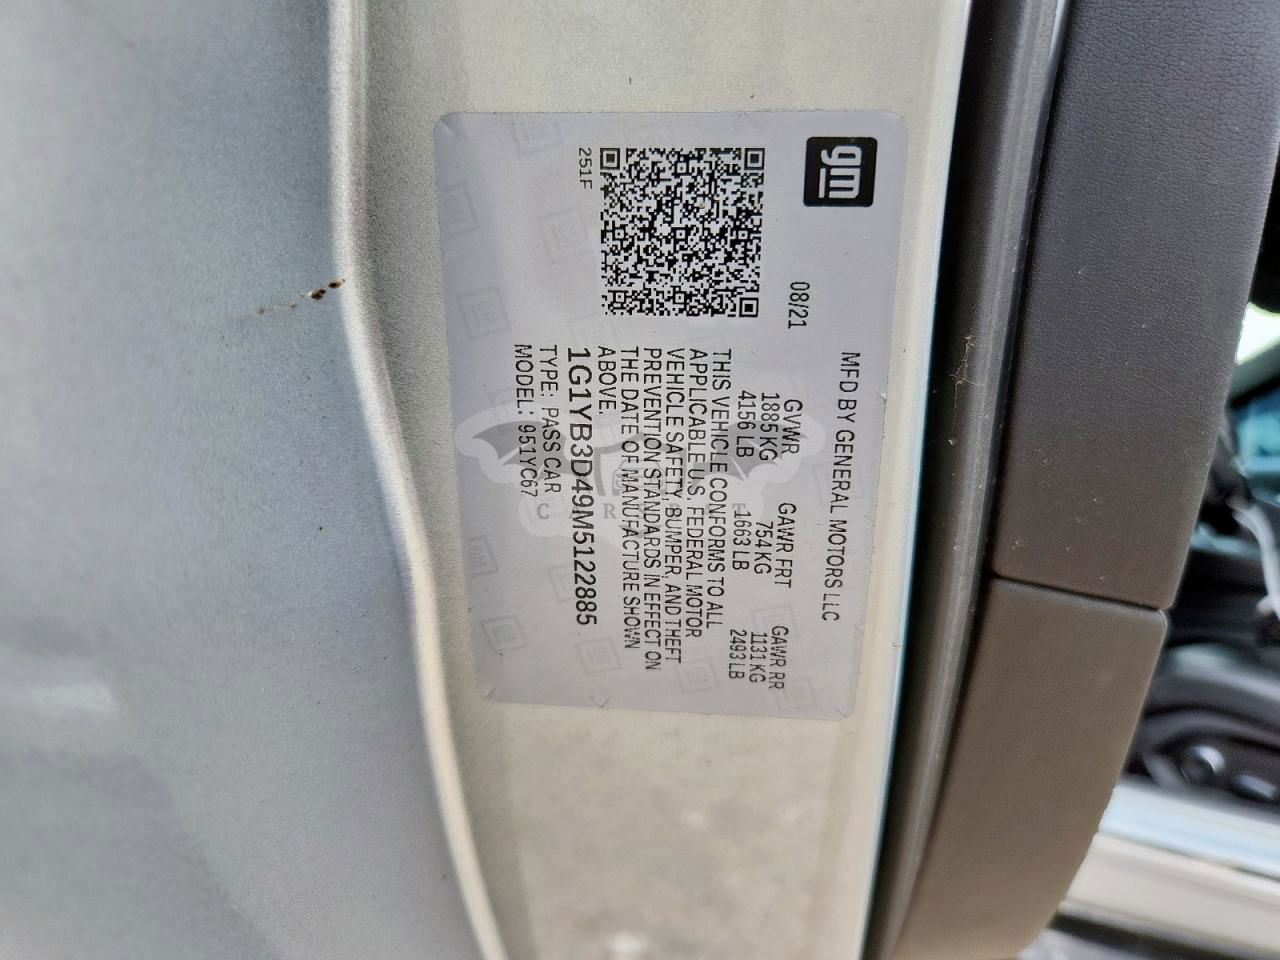 gm
MFD BY GENERAL MOTORS LLC
08/21
GVWR GAWR FRT GAWR RR
1885 KG 754 KG 1131 KG
4156 LB 1663 LB 2493 LB
THIS VEHICLE CONFORMS TO ALL
APPLICABLE U.S. FEDERAL MOTOR
VEHICLE SAFETY, BUMPER, AND THEFT
PREVENTION STANDARDS IN EFFECT ON
THE DATE OF MANUFACTURE SHOWN
ABOVE.
1G1YB3D49M5122885
TYPE: PASS CAR
MODEL: 951YC67
251F